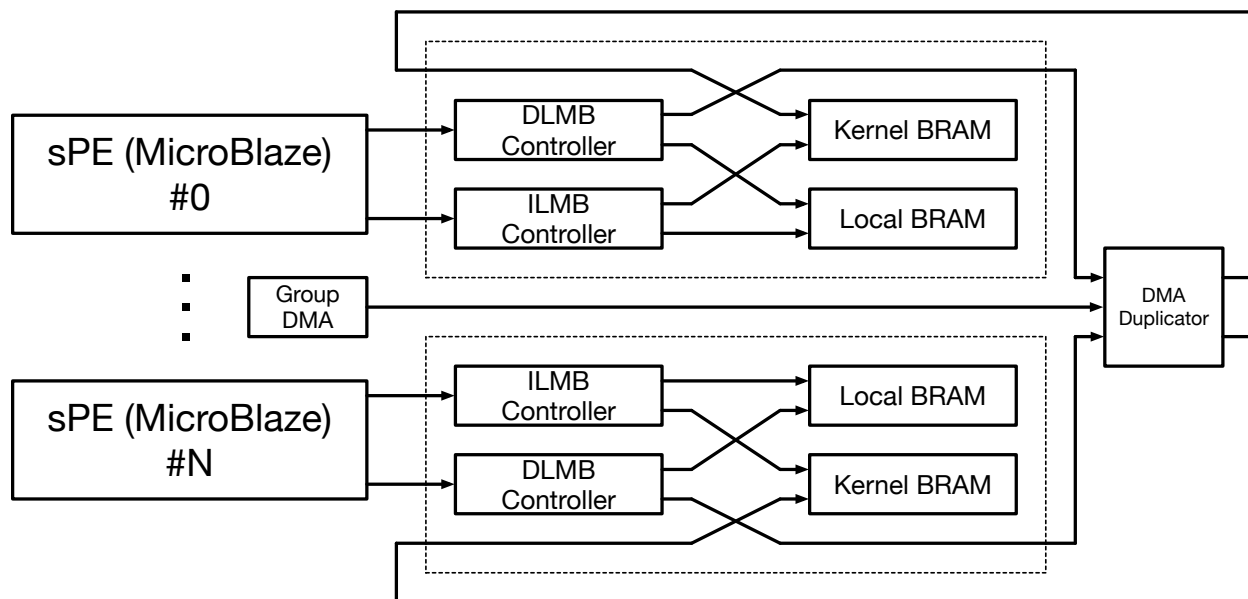 sPE (MicroBlaze)
#0
DLMB
Controller
ILMB
Controller
Kernel BRAM
Local BRAM
Group
DMA
DMA
Duplicator
sPE (MicroBlaze)
#N
ILMB
Controller
DLMB
Controller
Local BRAM
Kernel BRAM